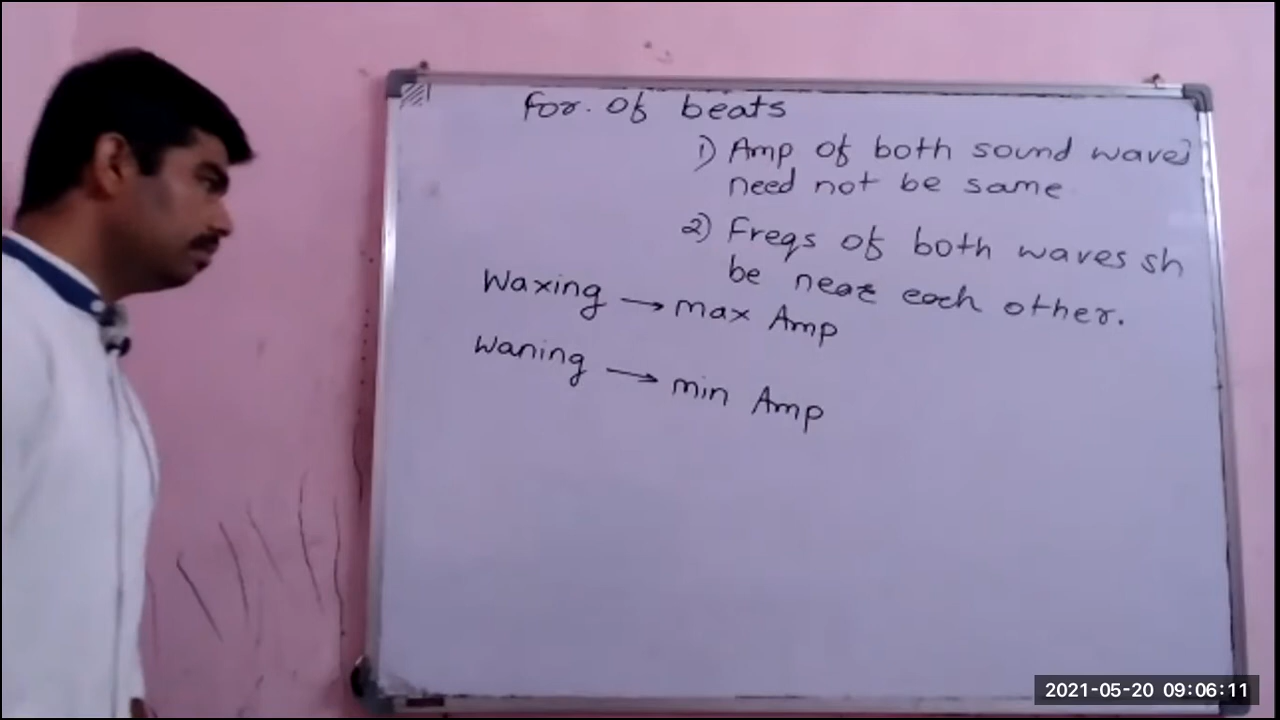 For. Of beats
1) Amp of both sound waves
need not be same
2) Freqs of both waves sh
be near each other.
Waxing → max Amp
Waning → min Amp
2021-05-20 09:06:11